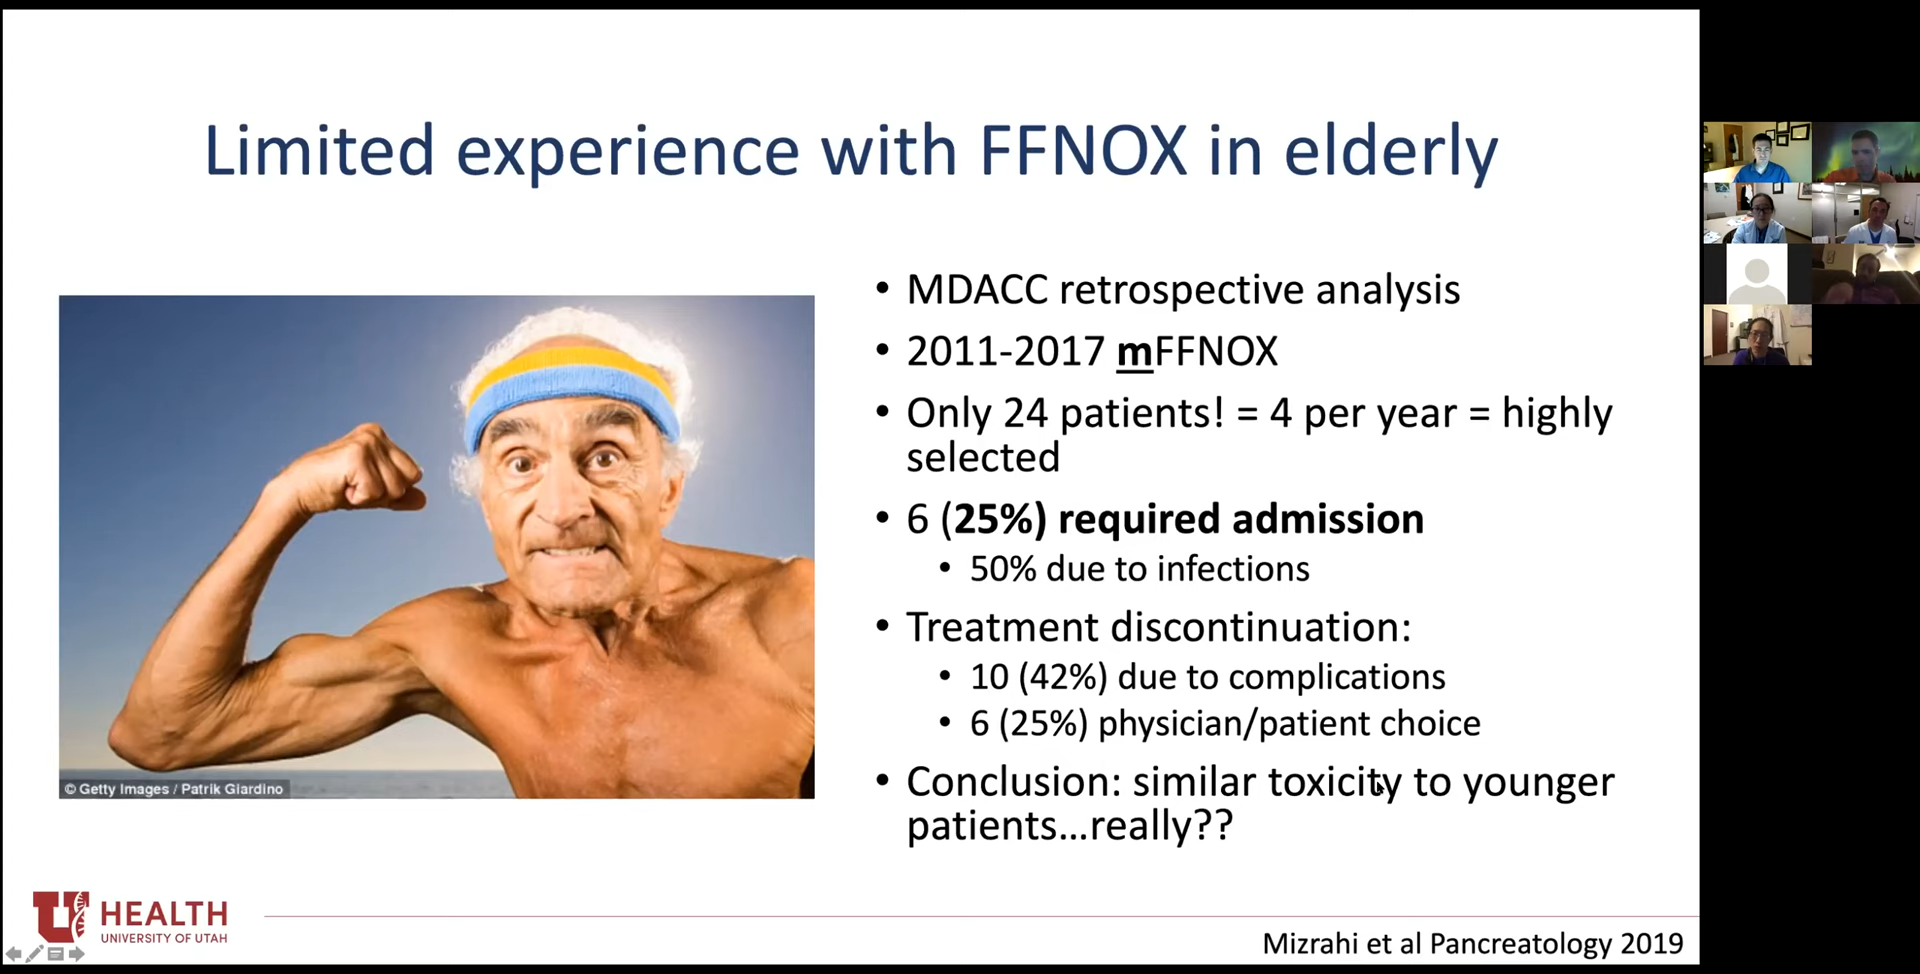 Limited experience with FFNOX in elderly
• MDACC retrospective analysis
• 2011-2017 mFFNOX
• Only 24 patients! = 4 per year = highly
selected
• 6 (25%) required admission
• 50% due to infections
• Treatment discontinuation:
• 10 (42%) due to complications
• 6 (25%) physician/patient choice
• Conclusion: similar toxicity to younger
patients...really??
© Getty Images / Patrik Giardino
U HEALTH
UNIVERSITY OF UTAH
Mizrahi et al Pancreatology 2019